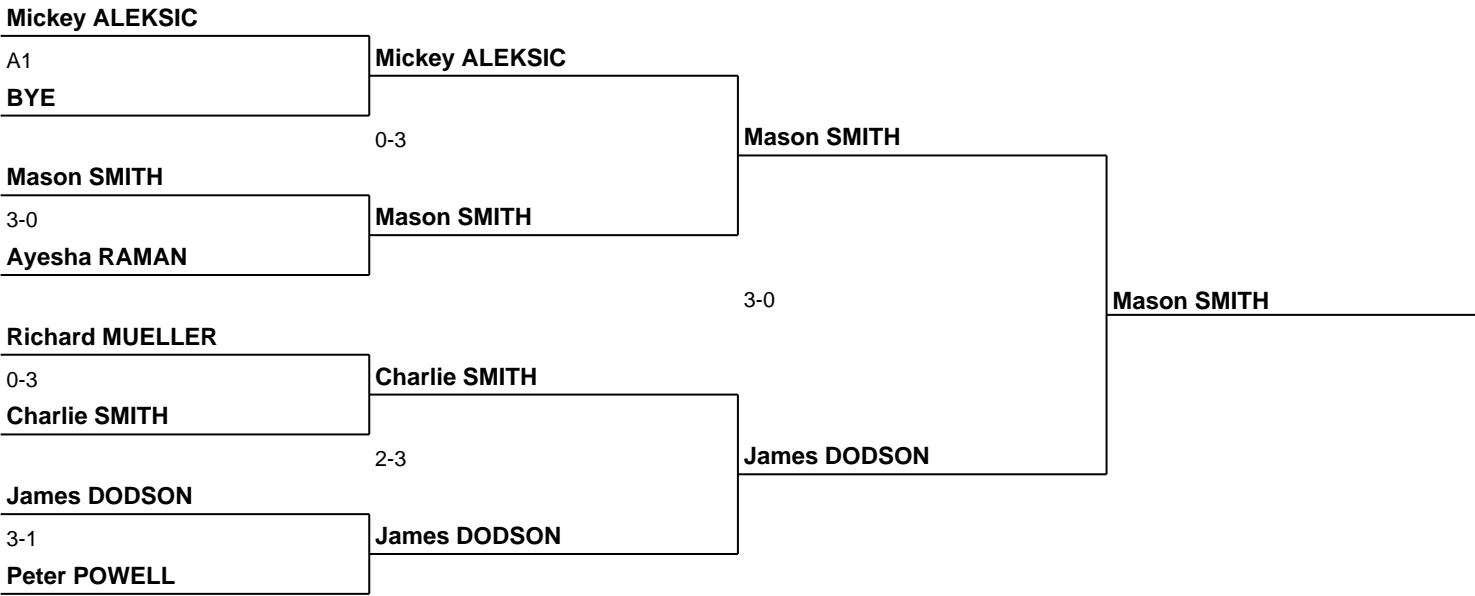 Mickey ALEKSIC
A1
BYE
Mickey ALEKSIC
0-3
Mason SMITH
3-0
Ayesha RAMAN
Mason SMITH
Mason SMITH
3-0
Mason SMITH
Richard MUELLER
0-3
Charlie SMITH
Charlie SMITH
2-3
James DODSON
3-1
Peter POWELL
James DODSON
James DODSON